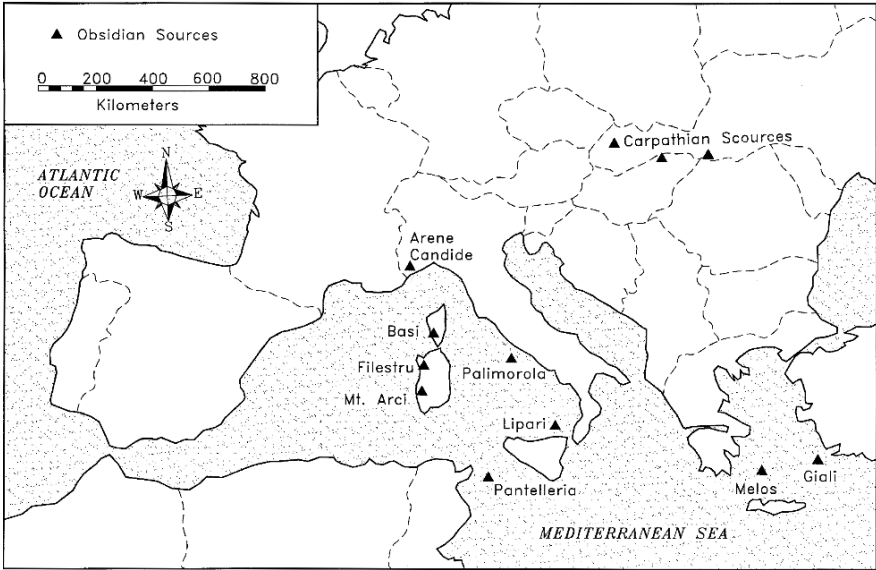 Obsidian Sources
0 200 400 600 800
Kilometers
ATLANTIC
OCEAN
N
W E
S
Carpathian Scources
Arene
Candide
Basi
Filestru
Palimorola
Mt. Arci
Lipari
Pantelleria
Melos
Giali
MEDITERRANEAN SEA